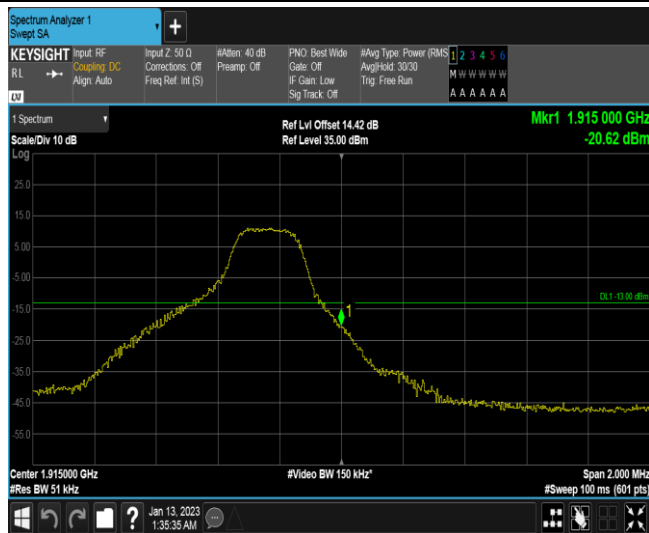 Spectrum Analyzer 1
Swept SA
+
KEYSIGHT
RL
LXI
Input: RF
Coupling: DC
Align: Auto
Input Z: 50 Ω
Corrections: Off
Freq Ref: Int (S)
#Atten: 40 dB
Preamp: Off
PNO: Best Wide
Gate: Off
IF Gain: Low
Sig Track: Off
#Avg Type: Power (RMS
Avg|Hold: 30/30
Trig: Free Run
1 2 3 4 5 6
M W W W W W
A A A A A A
1 Spectrum
Scale/Div 10 dB
Ref Lvl Offset 14.42 dB
Ref Level 35.00 dBm
Mkr1 1.915 000 GHz
-20.62 dBm
Log
25.0
15.0
5.00
-5.00
-15.0
-25.0
-35.0
-45.0
-55.0
DL1 -13.00 dBm
1
Center 1.915000 GHz
#Res BW 51 kHz
#Video BW 150 kHz*
Span 2.000 MHz
#Sweep 100 ms (601 pts)
?
Jan 13, 2023
1:35:35 AM